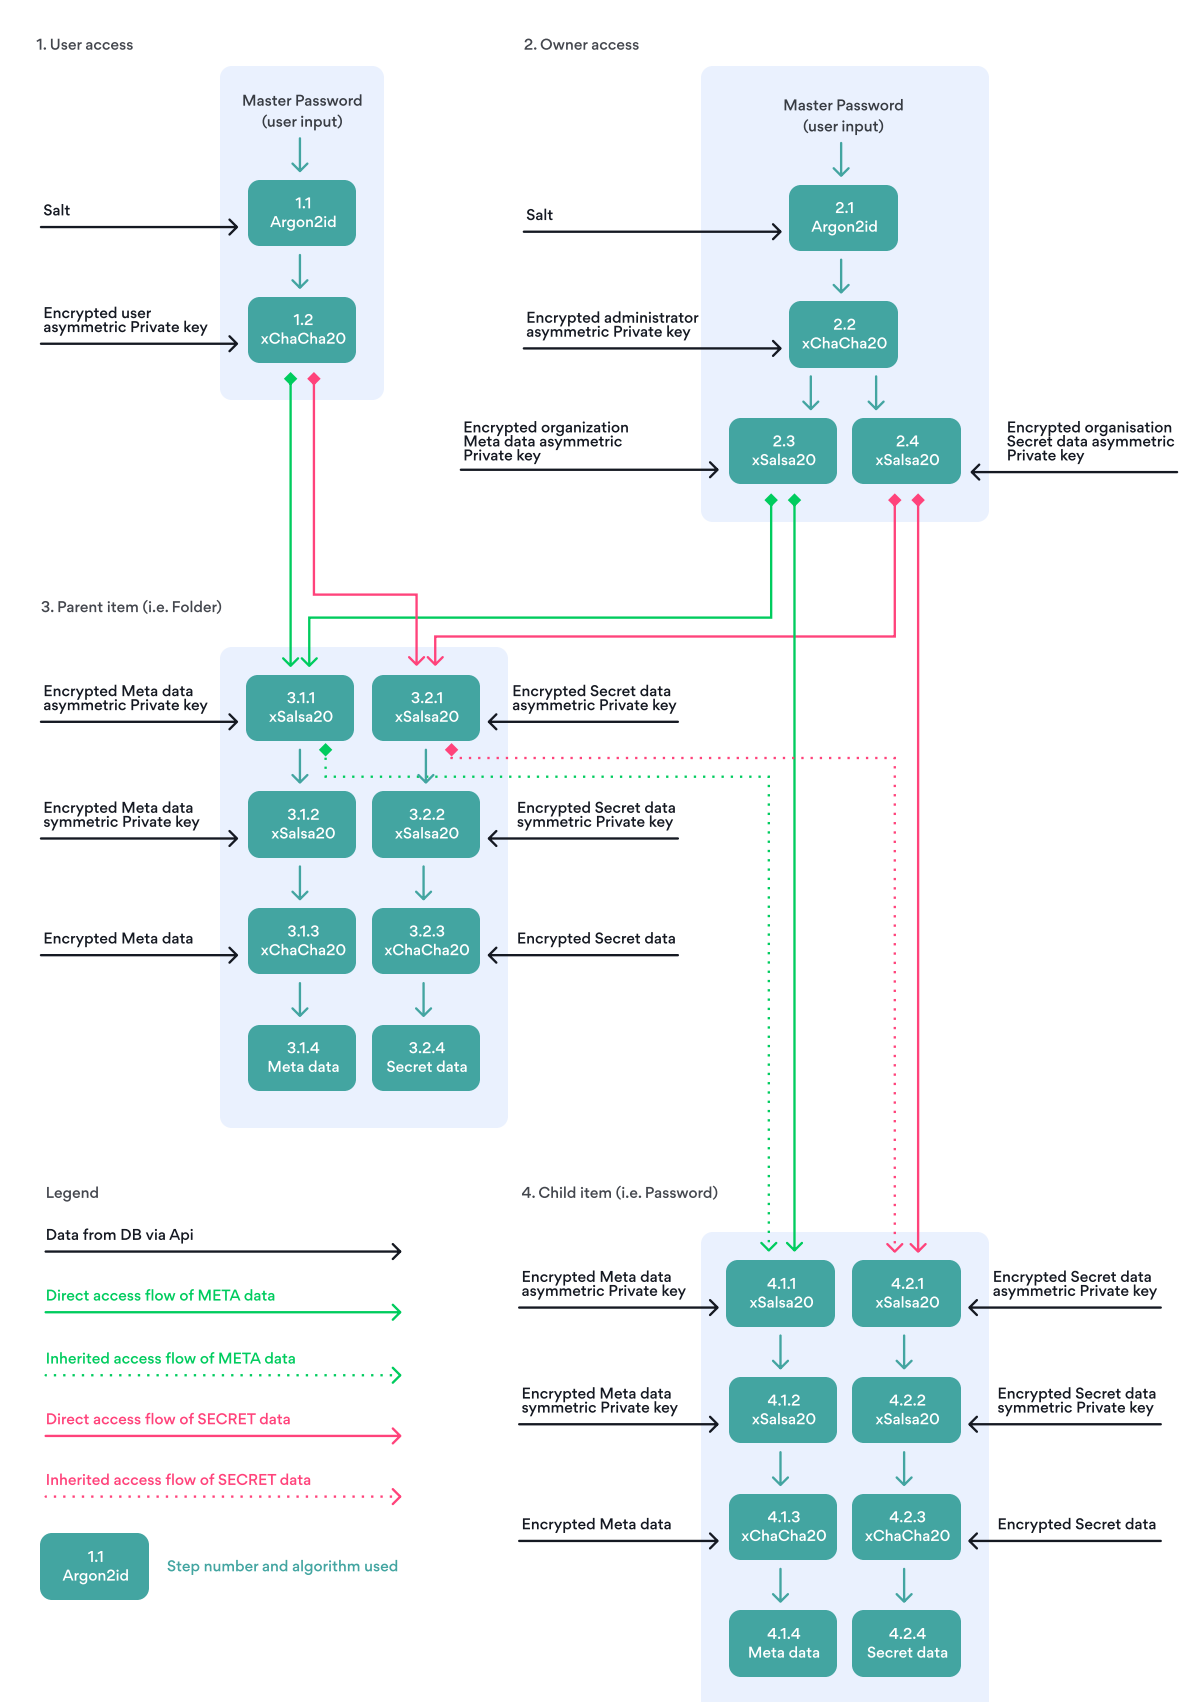 1. User access
Master Password
(user input)
1.1
Argon2id
Salt
1.2
xChaCha20
Encrypted user
asymmetric Private key
2. Owner access
Master Password
(user input)
2.1
Argon2id
Salt
2.2
xChaCha20
Encrypted administrator
asymmetric Private key
2.3
xSalsa20
2.4
xSalsa20
Encrypted organization
Meta data asymmetric
Private key
Encrypted organisation
Secret data asymmetric
Private key
3. Parent item (i.e. Folder)
Encrypted Meta data
asymmetric Private key
3.1.1
xSalsa20
3.2.1
xSalsa20
Encrypted Secret data
asymmetric Private key
Encrypted Meta data
symmetric Private key
3.1.2
xSalsa20
3.2.2
xSalsa20
Encrypted Secret data
symmetric Private key
Encrypted Meta data
3.1.3
xChaCha20
3.2.3
xChaCha20
Encrypted Secret data
3.1.4
Meta data
3.2.4
Secret data
Legend
Data from DB via Api
Direct access flow of META data
Inherited access flow of META data
Direct access flow of SECRET data
Inherited access flow of SECRET data
1.1
Argon2id
Step number and algorithm used
4. Child item (i.e. Password)
Encrypted Meta data
asymmetric Private key
4.1.1
xSalsa20
4.2.1
xSalsa20
Encrypted Secret data
asymmetric Private key
Encrypted Meta data
symmetric Private key
4.1.2
xSalsa20
4.2.2
xSalsa20
Encrypted Secret data
symmetric Private key
Encrypted Meta data
4.1.3
xChaCha20
4.2.3
xChaCha20
Encrypted Secret data
4.1.4
Meta data
4.2.4
Secret data